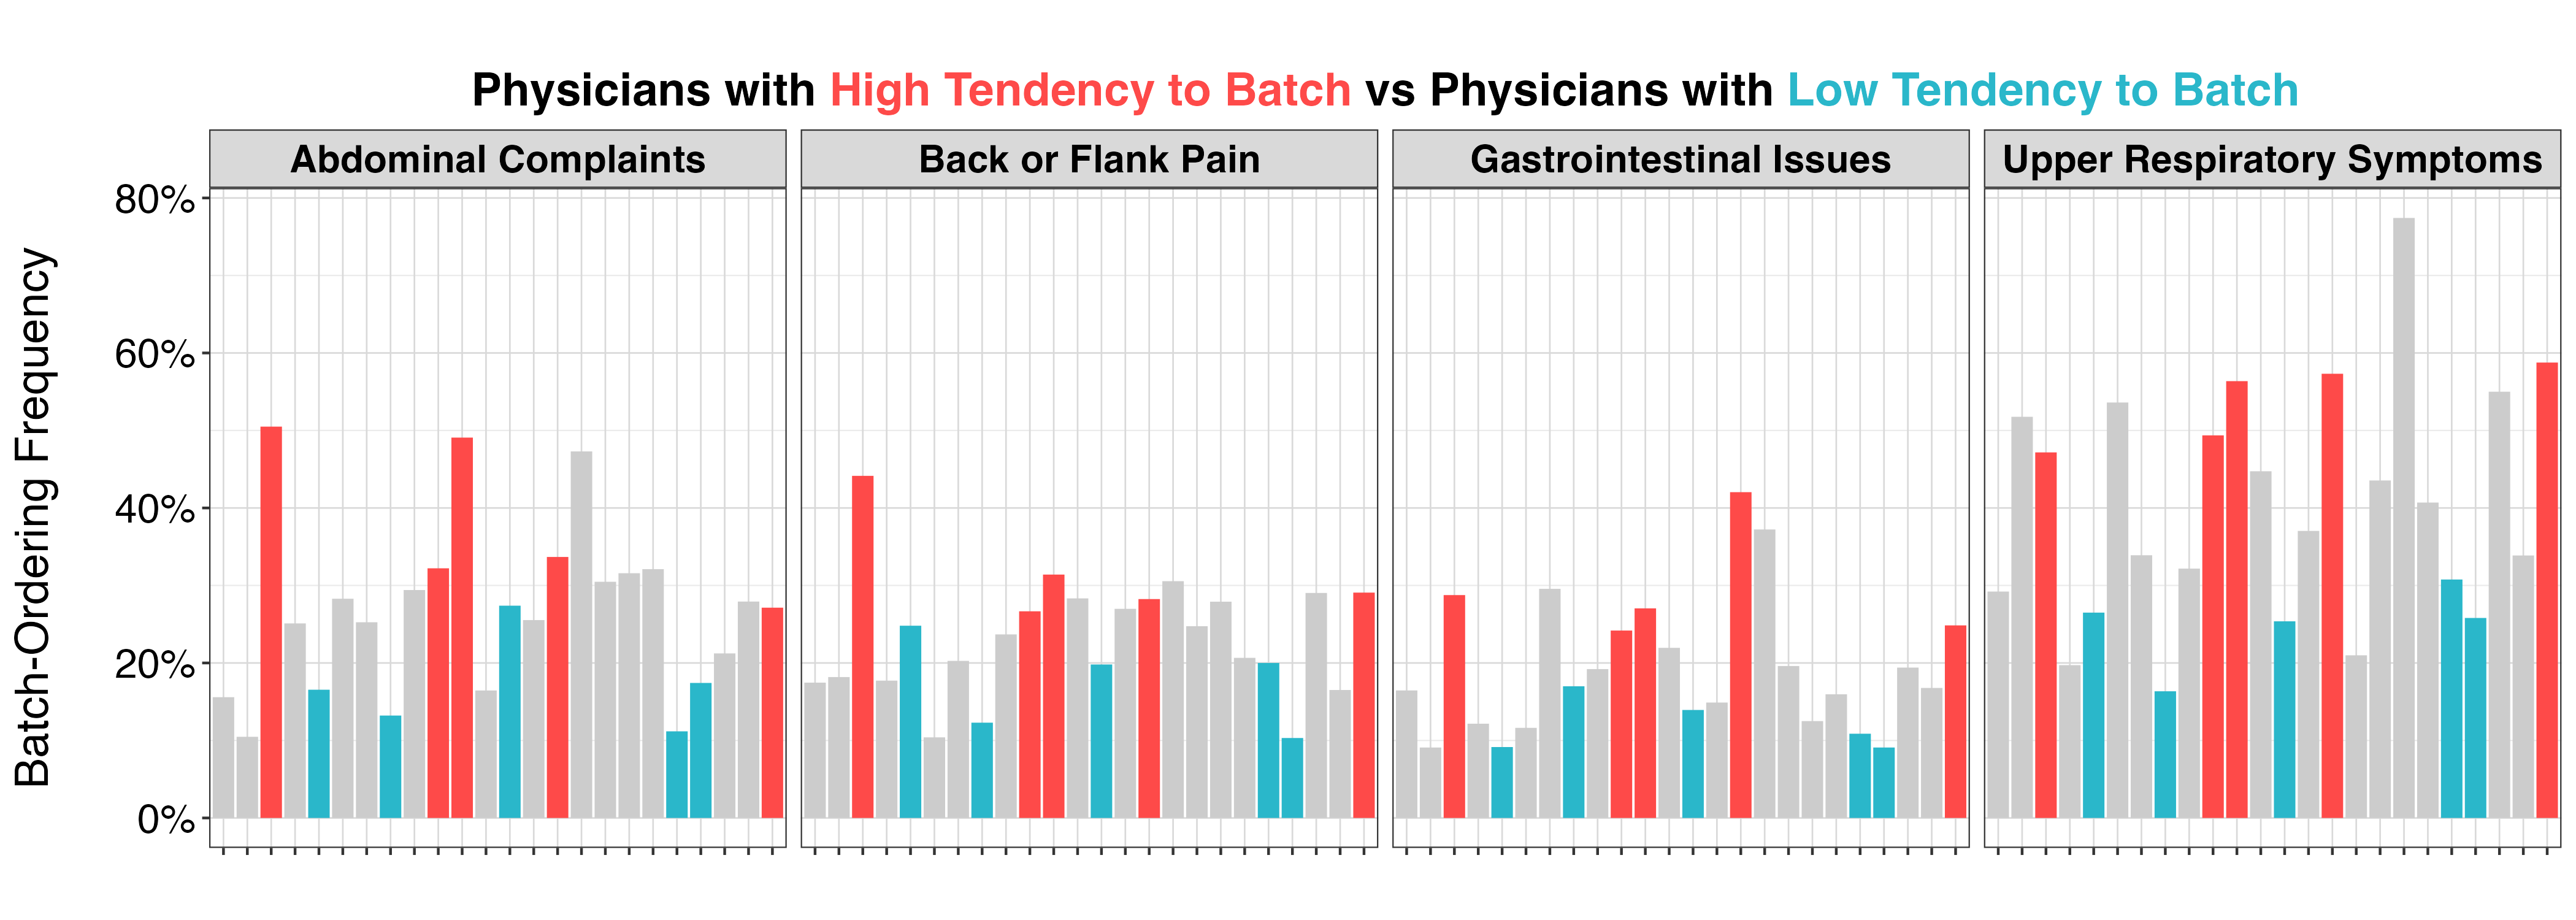 Physicians with High Tendency to Batch vs Physicians with Low Tendency to Batch
Abdominal Complaints
Back or Flank Pain
Gastrointestinal Issues
Upper Respiratory Symptoms
Batch-Ordering Frequency
80%
60%
40%
20%
0%